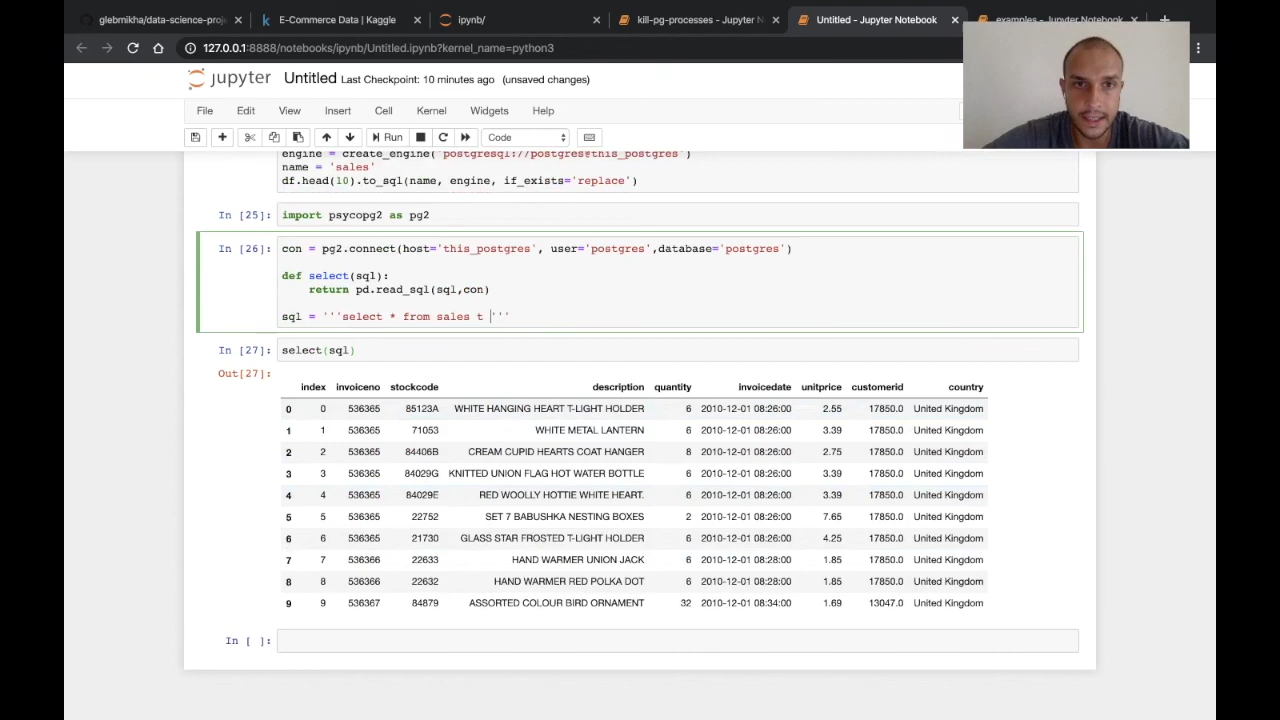 glebmikha/data-science-proj
E-Commerce Data | Kaggle
ipynb/
kill-pg-processes - Jupyter N
Untitled - Jupyter Notebook
examples - Jupyter Notebook
127.0.0.1:8888/notebooks/ipynb/Untitled.ipynb?kernel_name=python3
jupyter Untitled Last Checkpoint: 10 minutes ago (unsaved changes)
File Edit View Insert Cell Kernel Widgets Help
Run Code
engine = create_engine('postgresql://postgres@this_postgres')
name = 'sales'
df.head(10).to_sql(name, engine, if_exists='replace')
In [25]: import psycopg2 as pg2
In [26]: con = pg2.connect(host='this_postgres', user='postgres',database='postgres')
def select(sql):
return pd.read_sql(sql,con)
sql = '''select * from sales t '''
In [27]: select(sql)
Out[27]:
index invoiceno stockcode description quantity invoicedate unitprice customerid country
0 0 536365 85123A WHITE HANGING HEART T-LIGHT HOLDER 6 2010-12-01 08:26:00 2.55 17850.0 United Kingdom
1 1 536365 71053 WHITE METAL LANTERN 6 2010-12-01 08:26:00 3.39 17850.0 United Kingdom
2 2 536365 84406B CREAM CUPID HEARTS COAT HANGER 8 2010-12-01 08:26:00 2.75 17850.0 United Kingdom
3 3 536365 84029G KNITTED UNION FLAG HOT WATER BOTTLE 6 2010-12-01 08:26:00 3.39 17850.0 United Kingdom
4 4 536365 84029E RED WOOLLY HOTTIE WHITE HEART. 6 2010-12-01 08:26:00 3.39 17850.0 United Kingdom
5 5 536365 22752 SET 7 BABUSHKA NESTING BOXES 2 2010-12-01 08:26:00 7.65 17850.0 United Kingdom
6 6 536365 21730 GLASS STAR FROSTED T-LIGHT HOLDER 6 2010-12-01 08:26:00 4.25 17850.0 United Kingdom
7 7 536366 22633 HAND WARMER UNION JACK 6 2010-12-01 08:28:00 1.85 17850.0 United Kingdom
8 8 536366 22632 HAND WARMER RED POLKA DOT 6 2010-12-01 08:28:00 1.85 17850.0 United Kingdom
9 9 536367 84879 ASSORTED COLOUR BIRD ORNAMENT 32 2010-12-01 08:34:00 1.69 13047.0 United Kingdom
In [ ]: